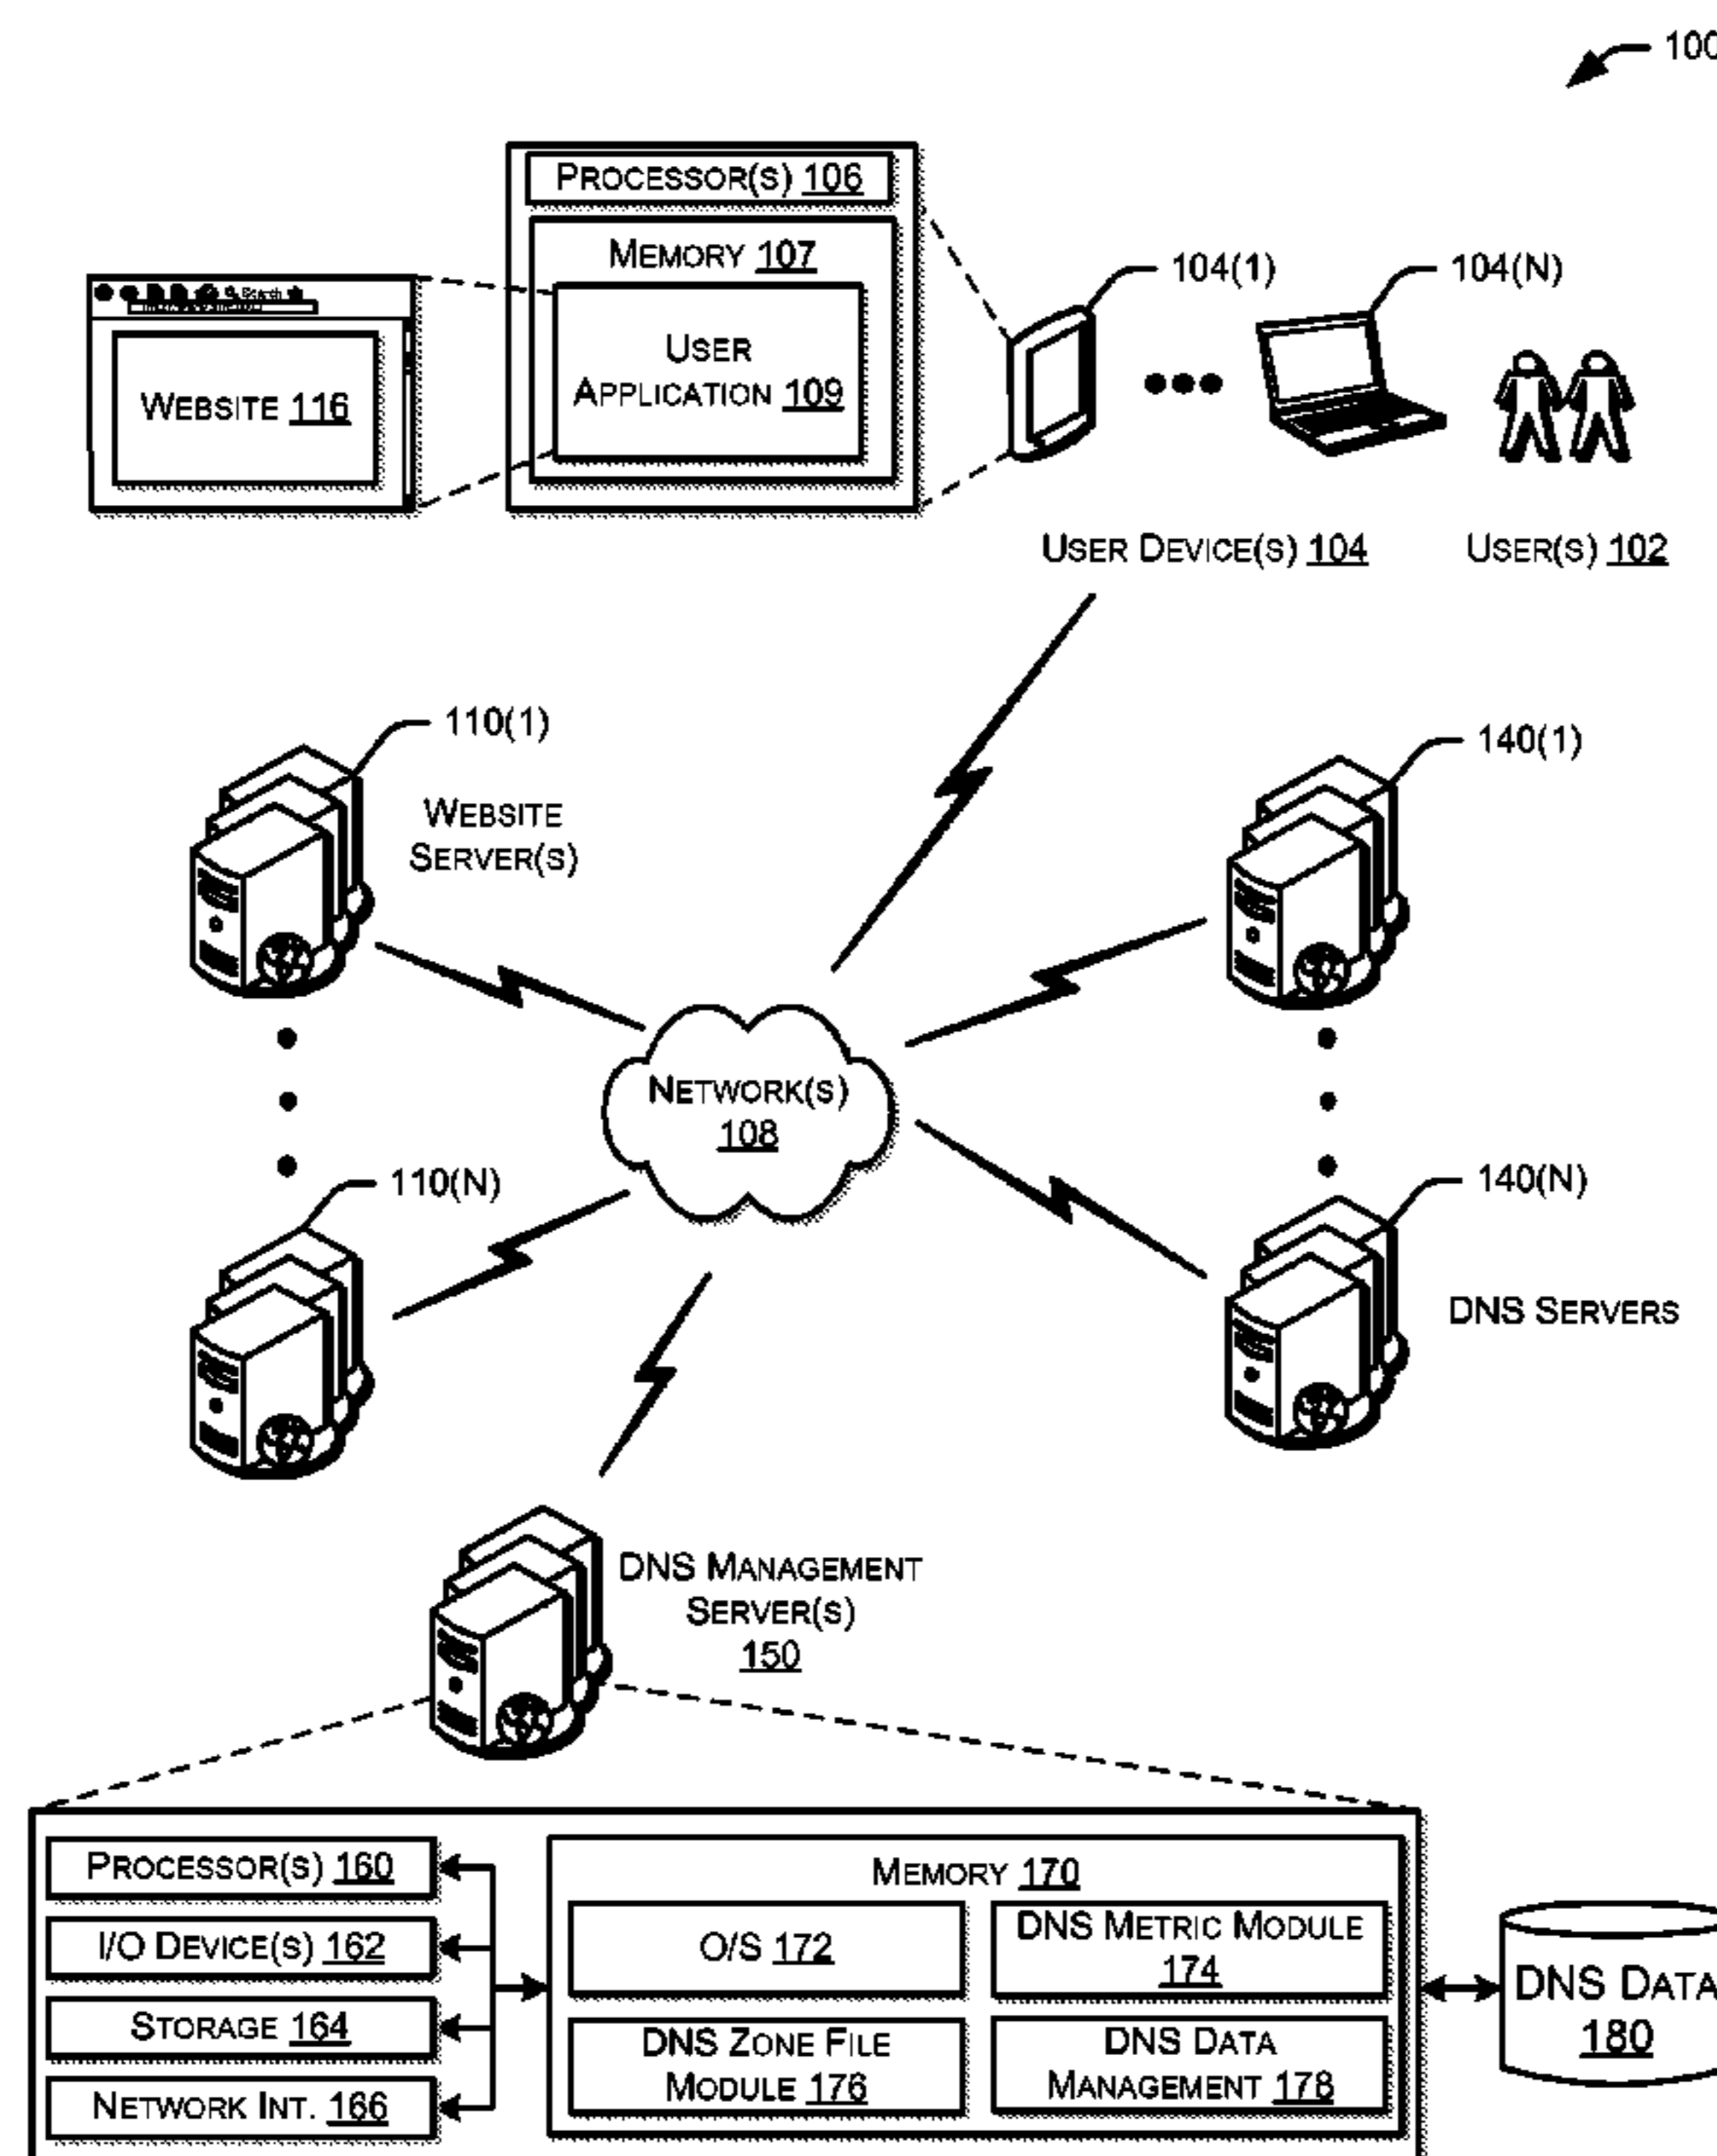 100
PROCESSOR(S) 106
MEMORY 107
USER
APPLICATION 109
Search
WEBSITE 116
104(1)
104(N)
USER DEVICE(S) 104
USER(S) 102
110(1)
WEBSITE
SERVER(S)
140(1)
NETWORK(S)
108
110(N)
140(N)
DNS SERVERS
DNS MANAGEMENT
SERVER(S)
150
PROCESSOR(S) 160
I/O DEVICE(S) 162
STORAGE 164
NETWORK INT. 166
MEMORY 170
O/S 172
DNS METRIC MODULE
174
DNS ZONE FILE
MODULE 176
DNS DATA
MANAGEMENT 178
DNS DATA
180